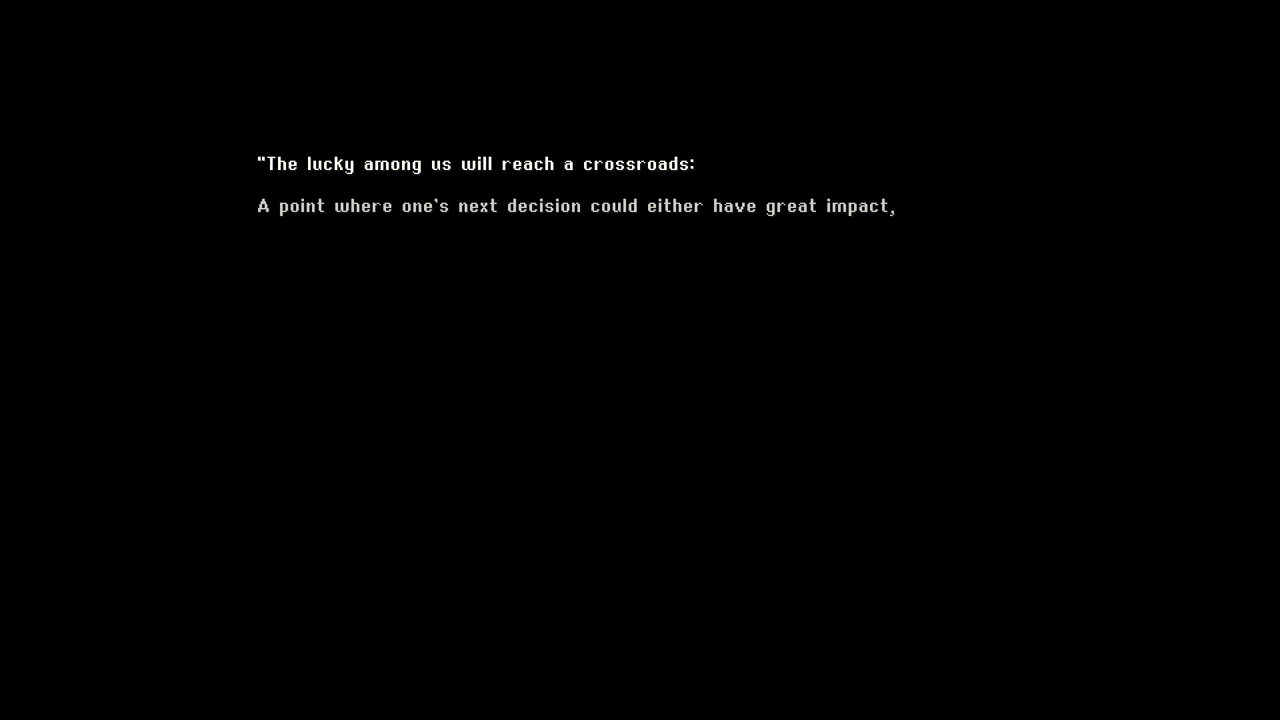 "The lucky among us will reach a crossroads:
A point where one's next decision could either have great impact,